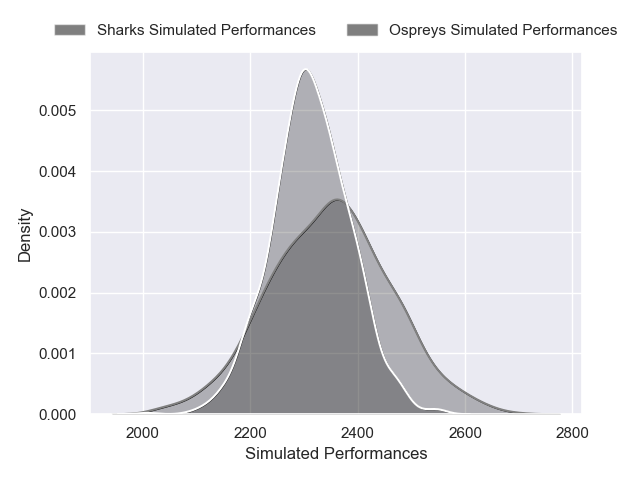 Sharks Simulated Performances Ospreys Simulated Performances
0.005
0.004
0.003
0.002
0.001
0.000
Density
2000 2200 2400 2600 2800
Simulated Performances